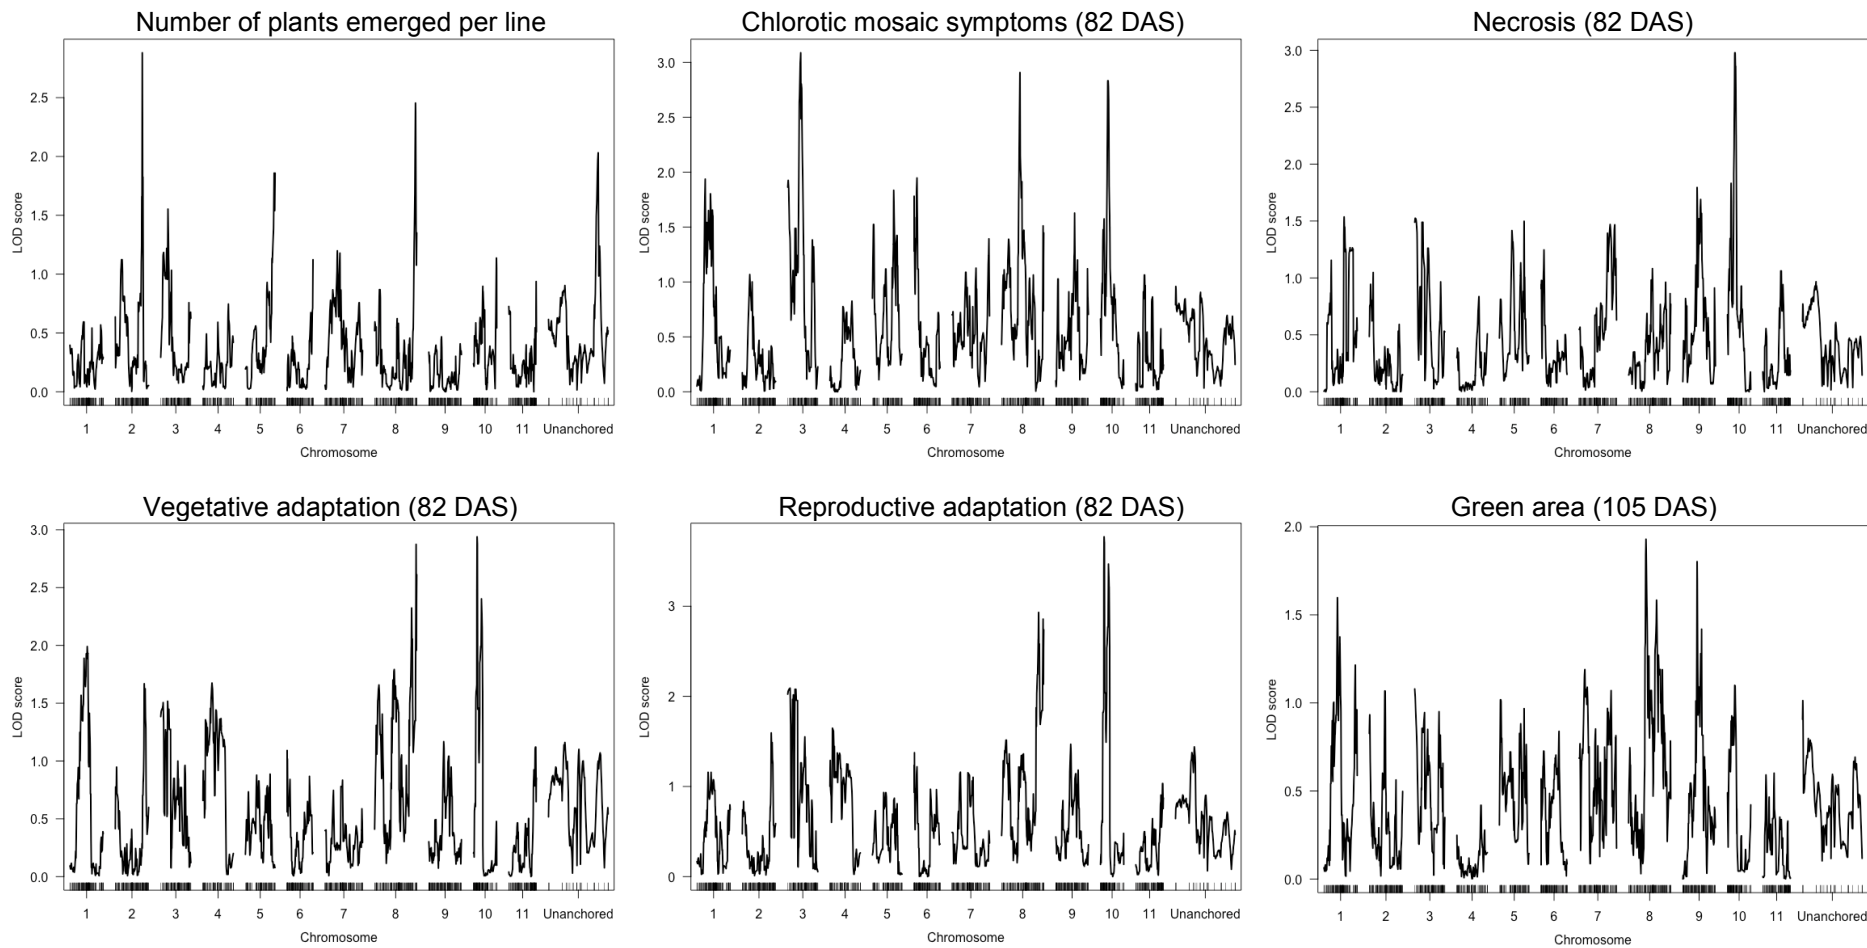 Number of plants emerged per line
2.5
2.0
1.5
1.0
0.5
0.0
LOD score
1 2 3 4 5 6 7 8 9 10 11 Unanchored
Chromosome
Chlorotic mosaic symptoms (82 DAS)
3.0
2.5
2.0
1.5
1.0
0.5
0.0
LOD score
1 2 3 4 5 6 7 8 9 10 11 Unanchored
Chromosome
Necrosis (82 DAS)
3.0
2.5
2.0
1.5
1.0
0.5
0.0
LOD score
1 2 3 4 5 6 7 8 9 10 11 Unanchored
Chromosome
Vegetative adaptation (82 DAS)
3.0
2.5
2.0
1.5
1.0
0.5
0.0
LOD score
1 2 3 4 5 6 7 8 9 10 11 Unanchored
Chromosome
Reproductive adaptation (82 DAS)
3
2
1
0
LOD score
1 2 3 4 5 6 7 8 9 10 11 Unanchored
Chromosome
Green area (105 DAS)
2.0
1.5
1.0
0.5
0.0
LOD score
1 2 3 4 5 6 7 8 9 10 11 Unanchored
Chromosome